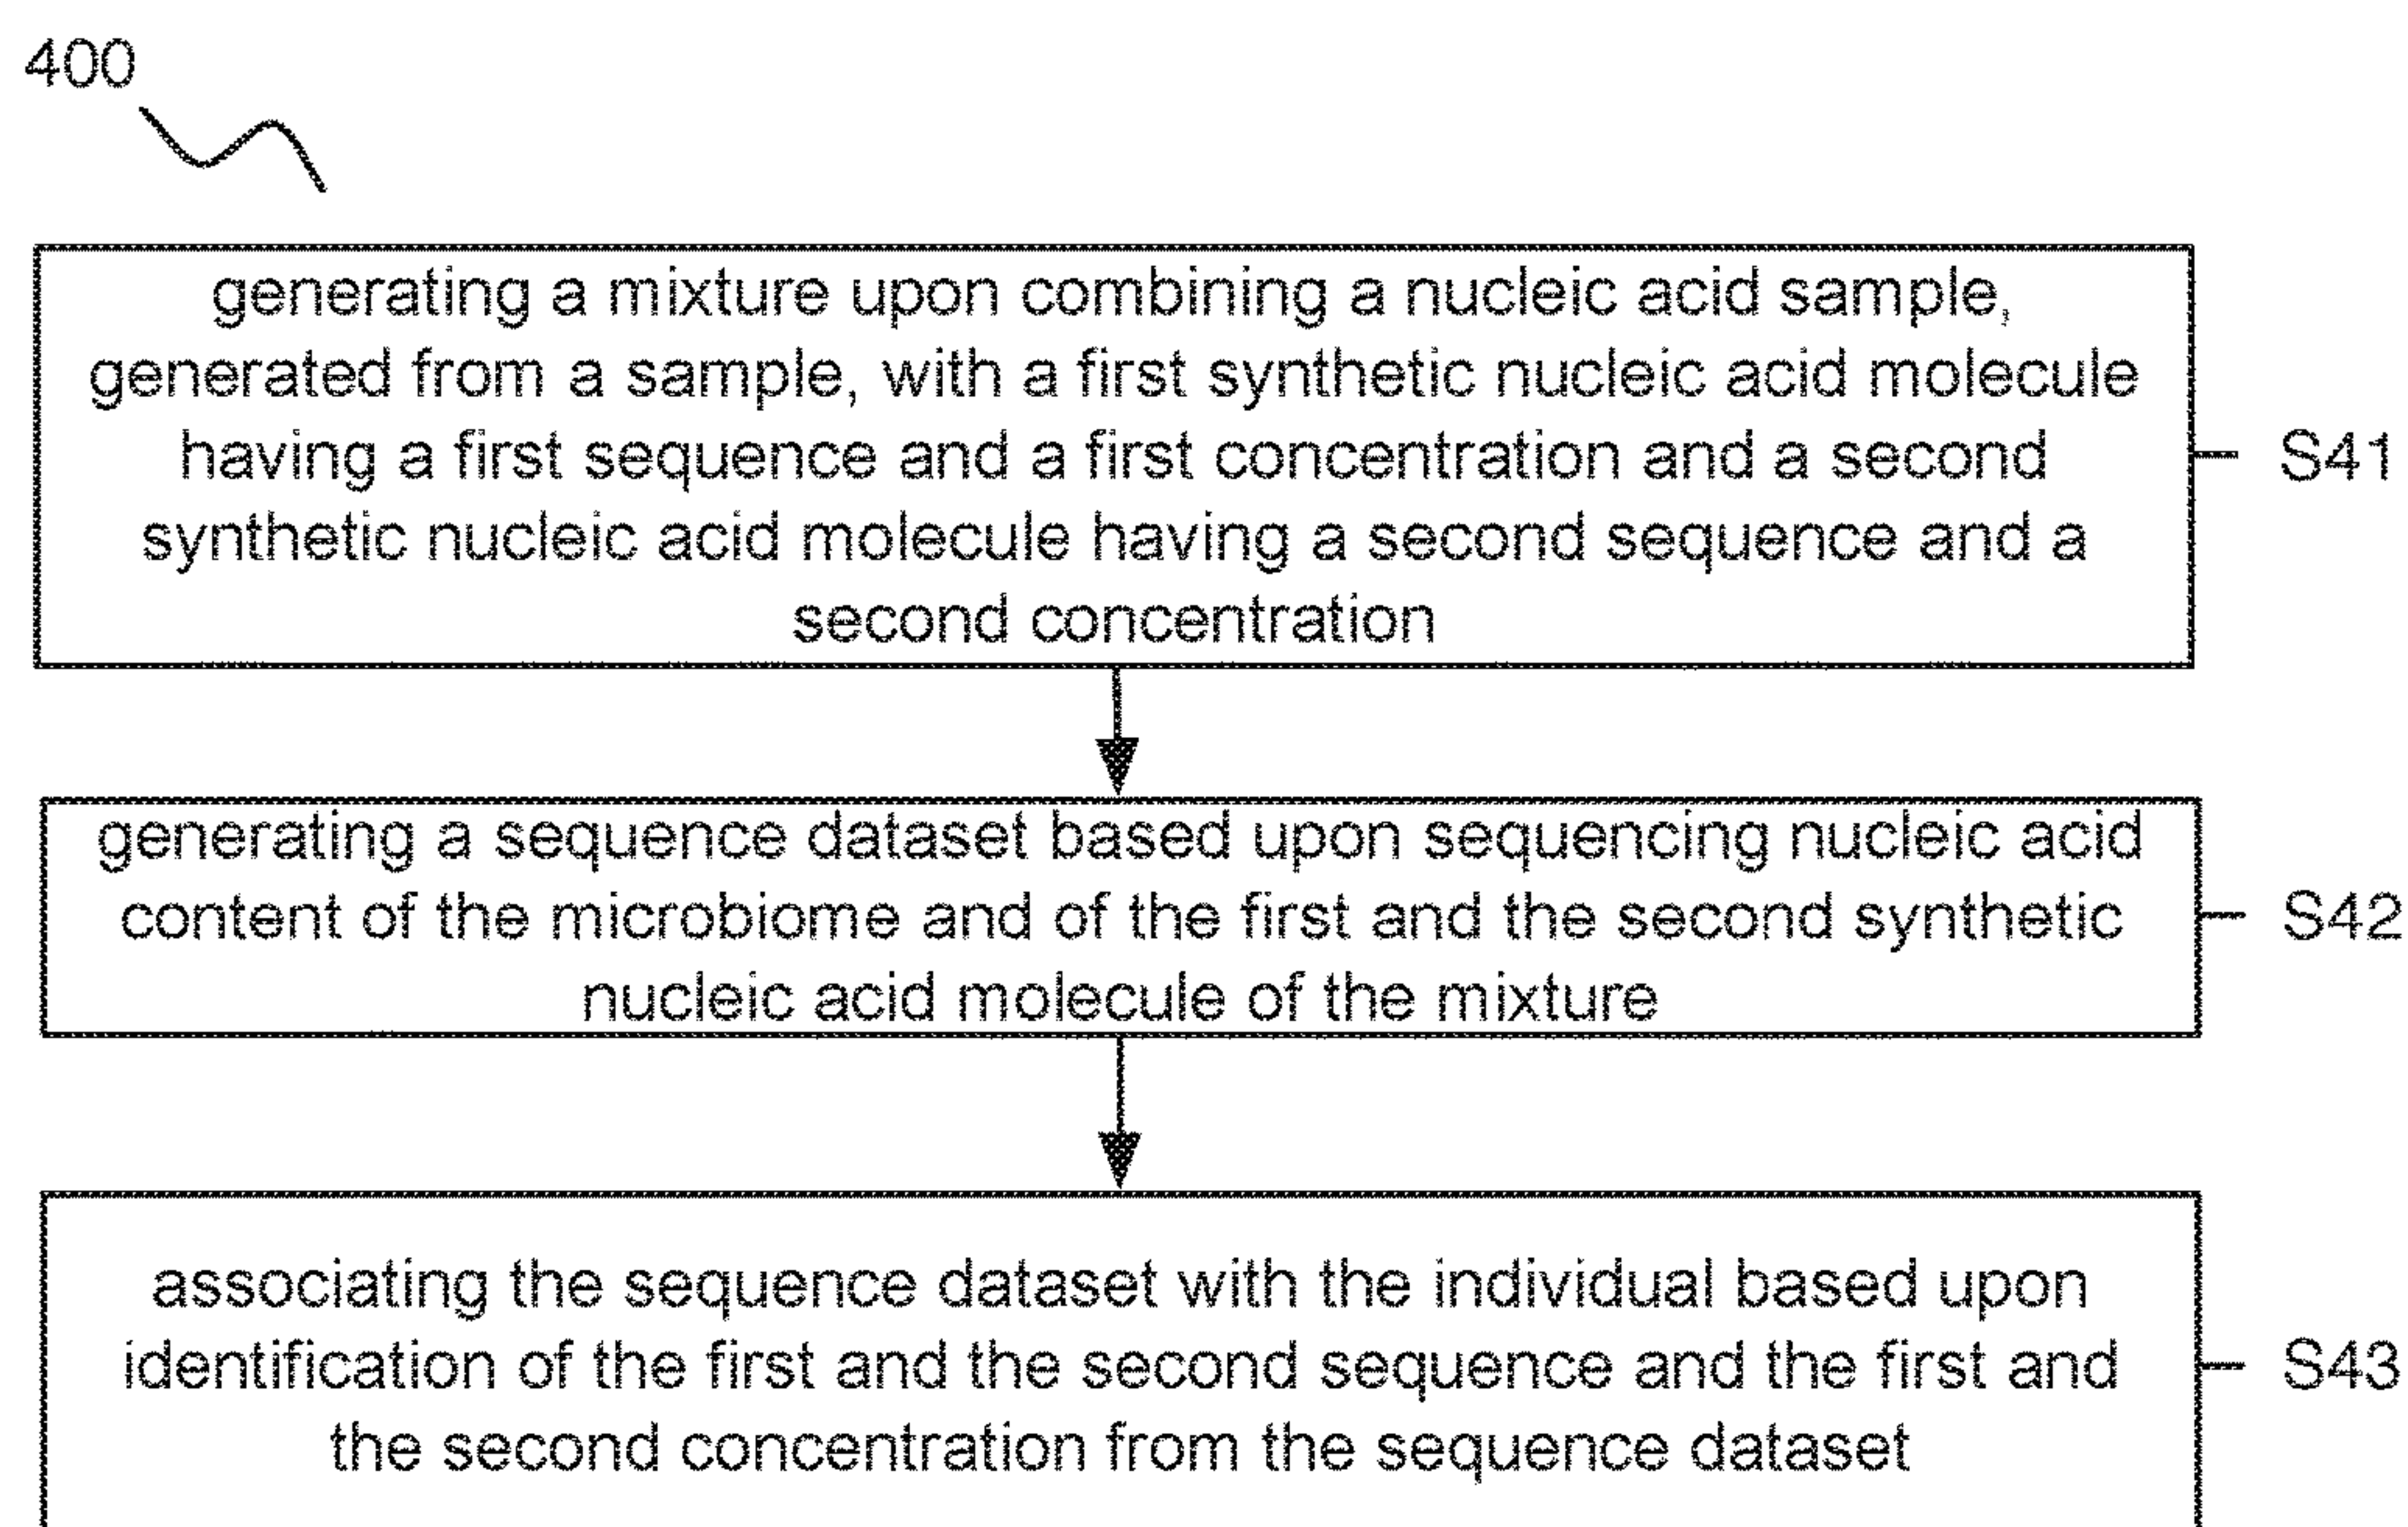 400
generating a mixture upon combining a nucleic acid sample,
generated from a sample, with a first synthetic nucleic acid molecule
having a first sequence and a first concentration and a second
synthetic nucleic acid molecule having a second sequence and a
second concentration
S41
generating a sequence dataset based upon sequencing nucleic acid
content of the microbiome and of the first and the second synthetic
nucleic acid molecule of the mixture
S42
associating the sequence dataset with the individual based upon
identification of the first and the second sequence and the first and
the second concentration from the sequence dataset
S43